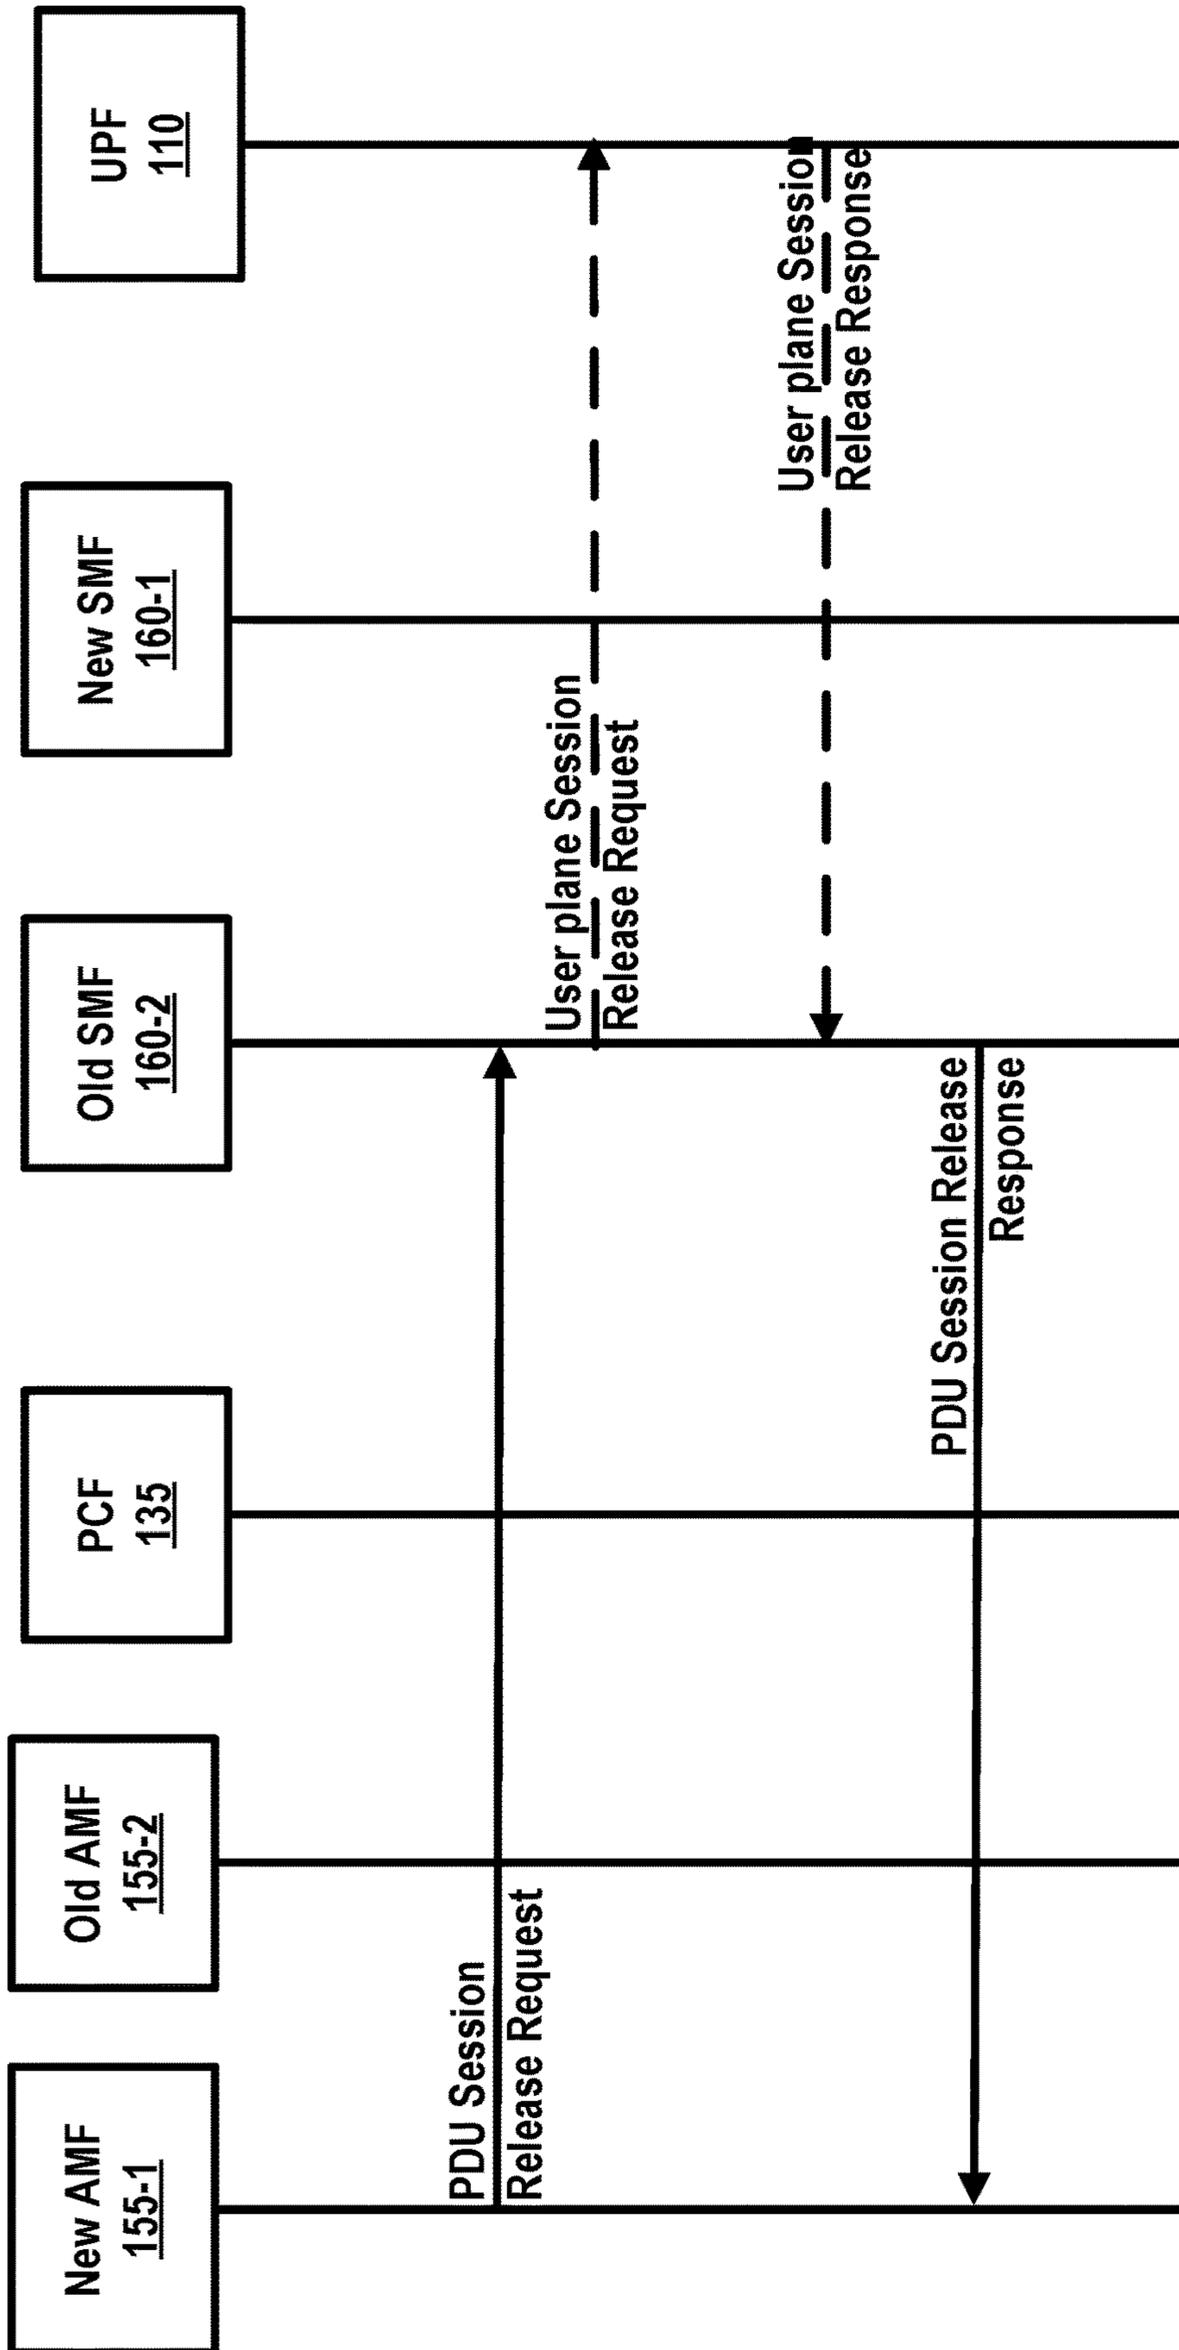 New AMF
155-1
Old AMF
155-2
PCF
135
Old SMF
160-2
New SMF
160-1
UPF
110
PDU Session
Release Request
User plane Session
Release Request
User plane Session
Release Response
PDU Session Release
Response